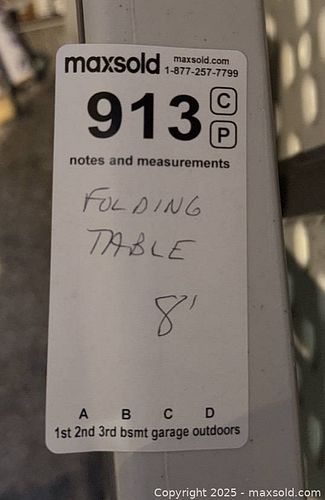 maxsold maxsold.com
1-877-257-7799
913 C
P
notes and measurements
FOLDING
TABLE
8'
A B C D
1st 2nd 3rd bsmt garage outdoors
Copyright © 2025 - maxsold.com